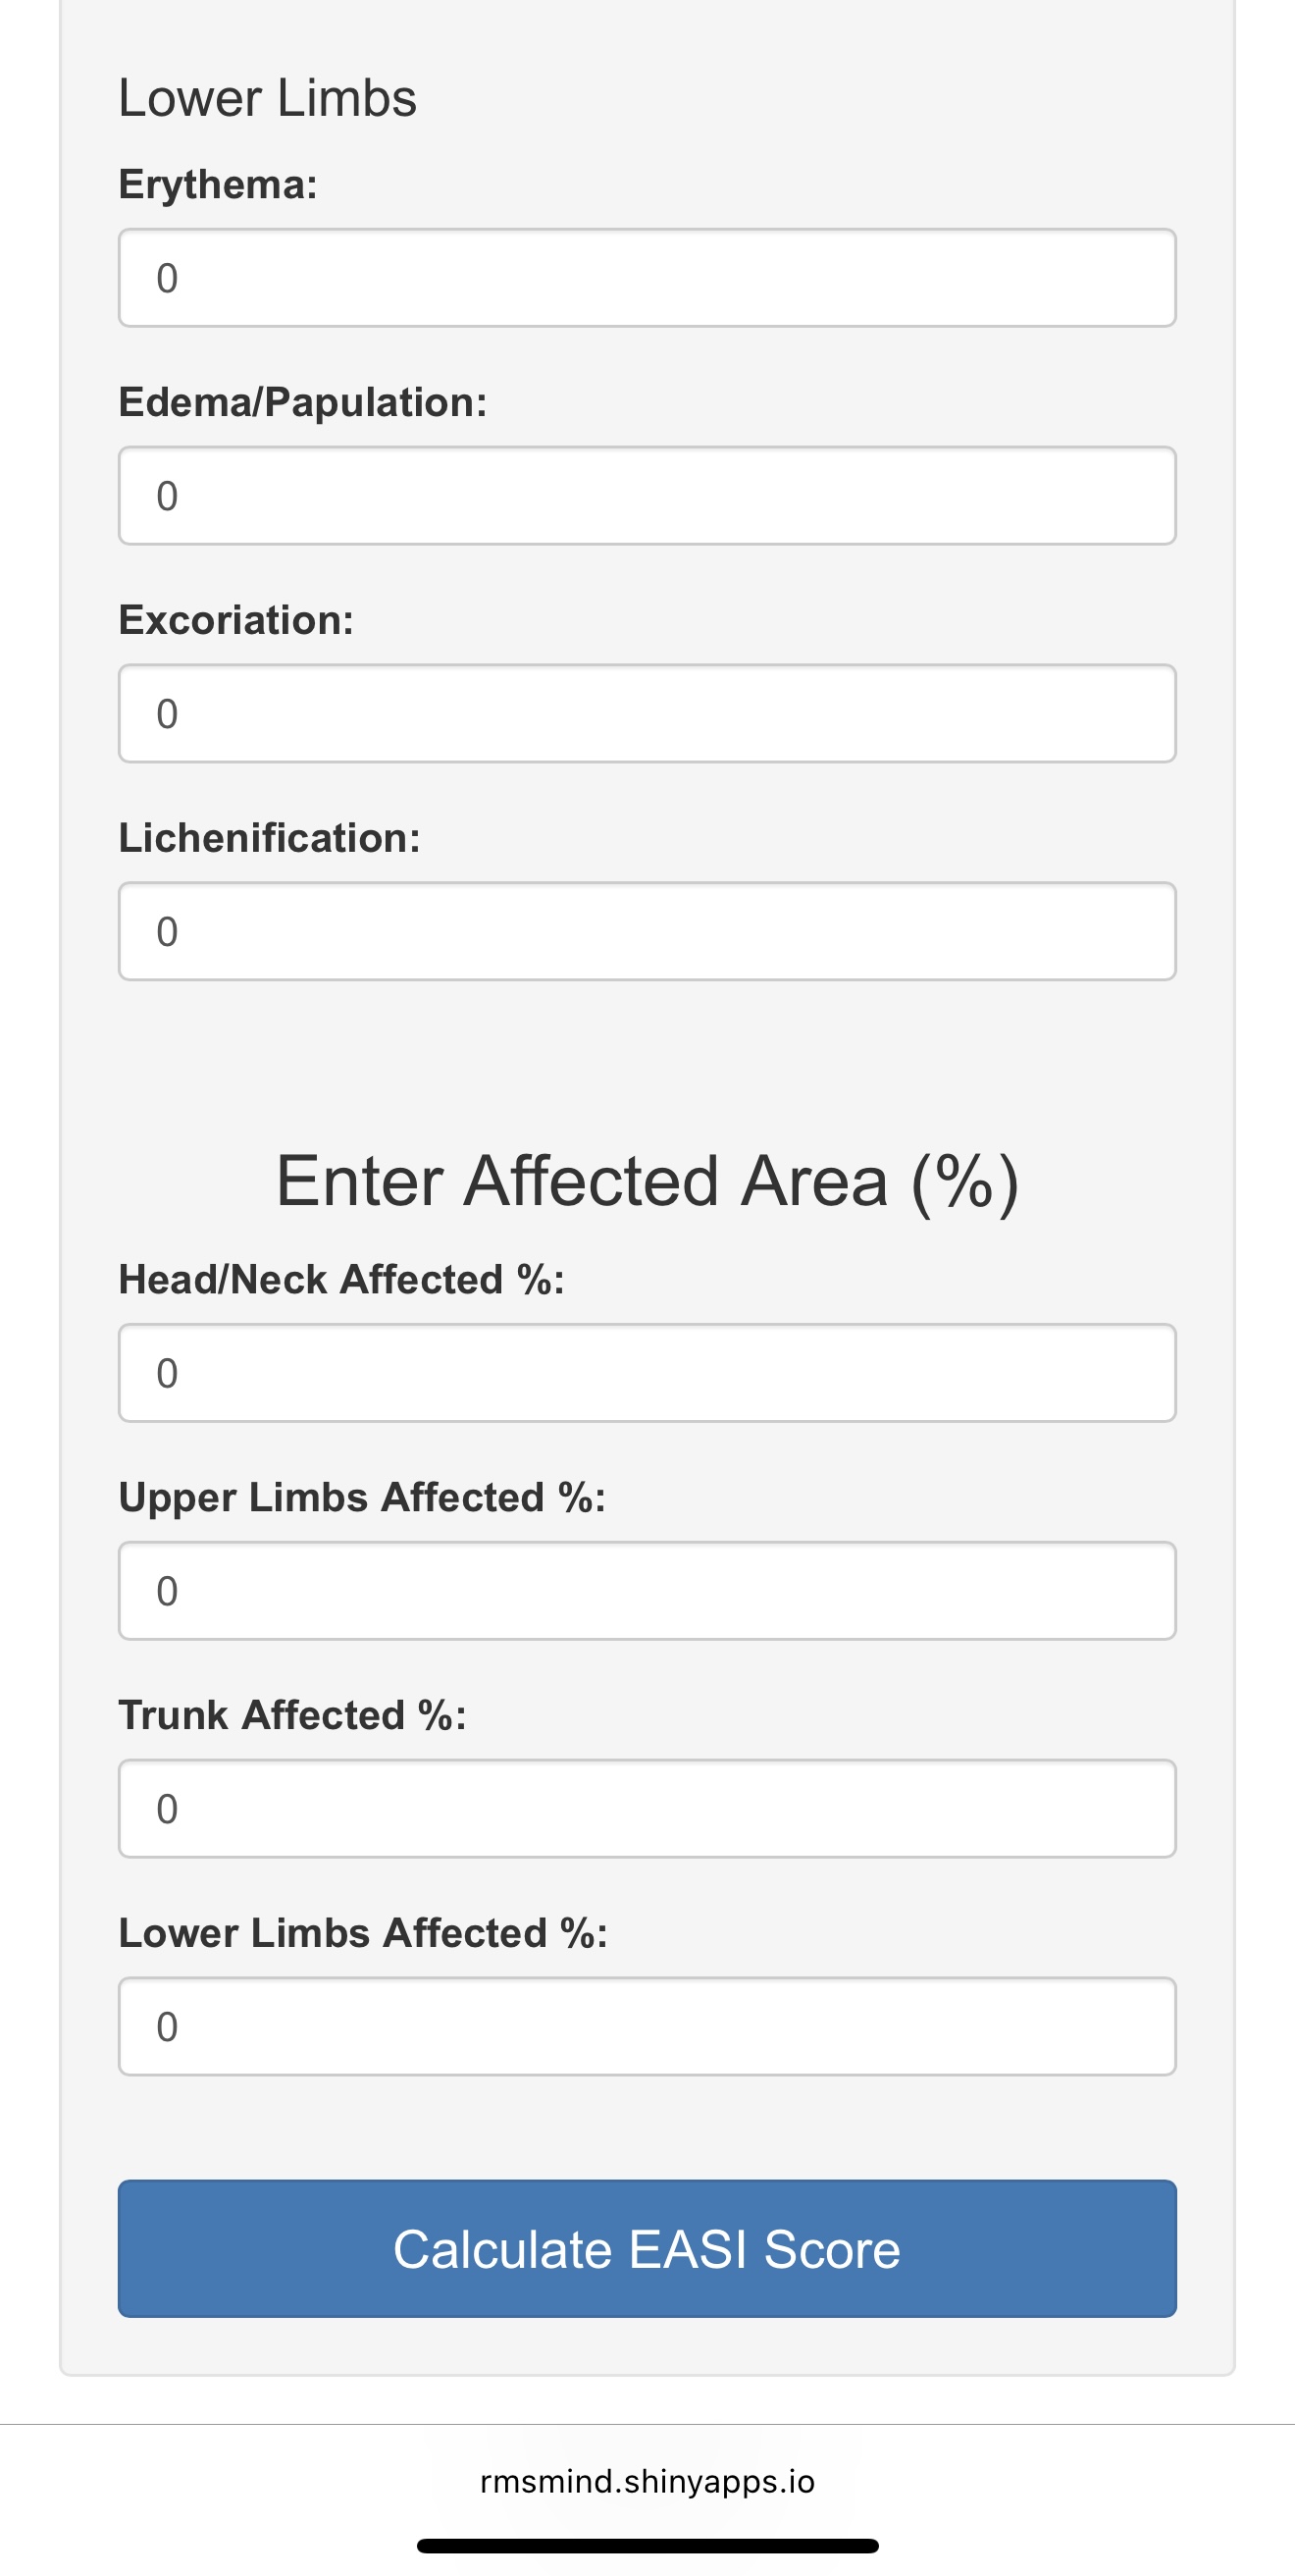 Lower Limbs
Erythema:
0
Edema/Papulation:
0
Excoriation:
0
Lichenification:
0
Enter Affected Area (%)
Head/Neck Affected %:
0
Upper Limbs Affected %:
0
Trunk Affected %:
0
Lower Limbs Affected %:
0
Calculate EASI Score
rmsmind.shinyapps.io